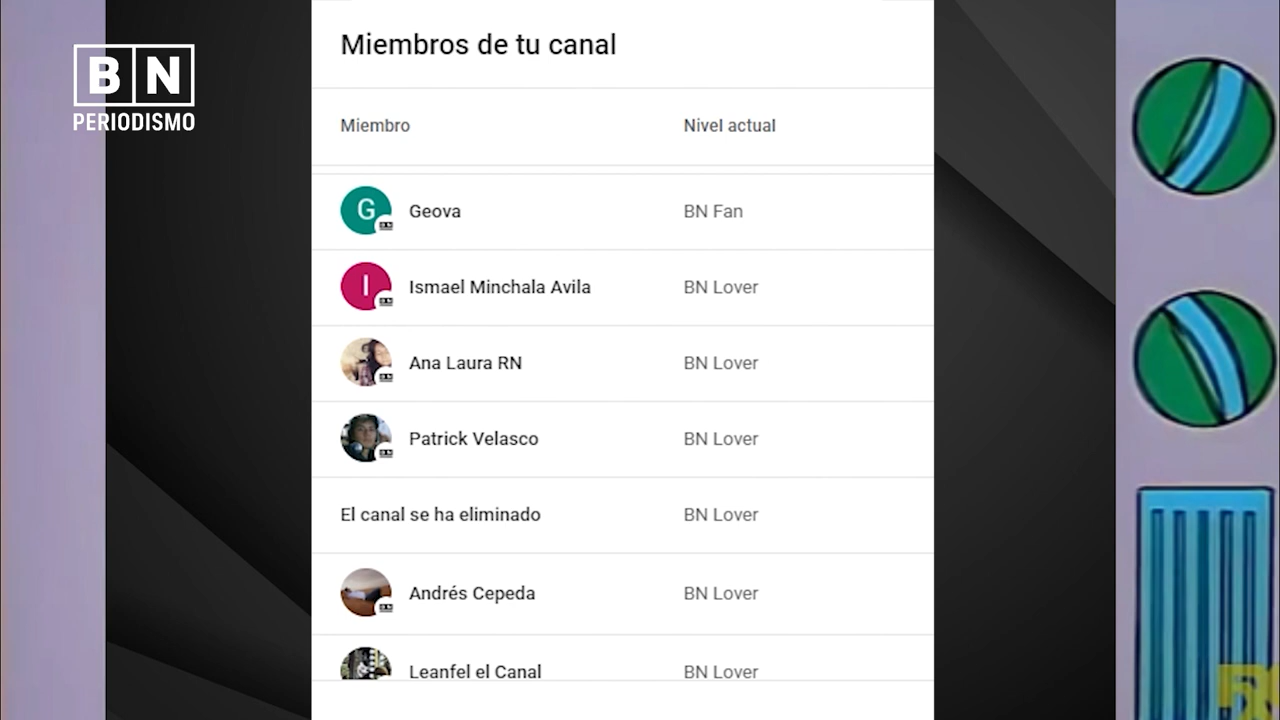 BN
PERIODISMO
Miembros de tu canal
Miembro Nivel actual
G Geova BN Fan
I Ismael Minchala Avila BN Lover
Ana Laura RN BN Lover
Patrick Velasco BN Lover
El canal se ha eliminado BN Lover
Andrés Cepeda BN Lover
Leanfel el Canal BN Lover